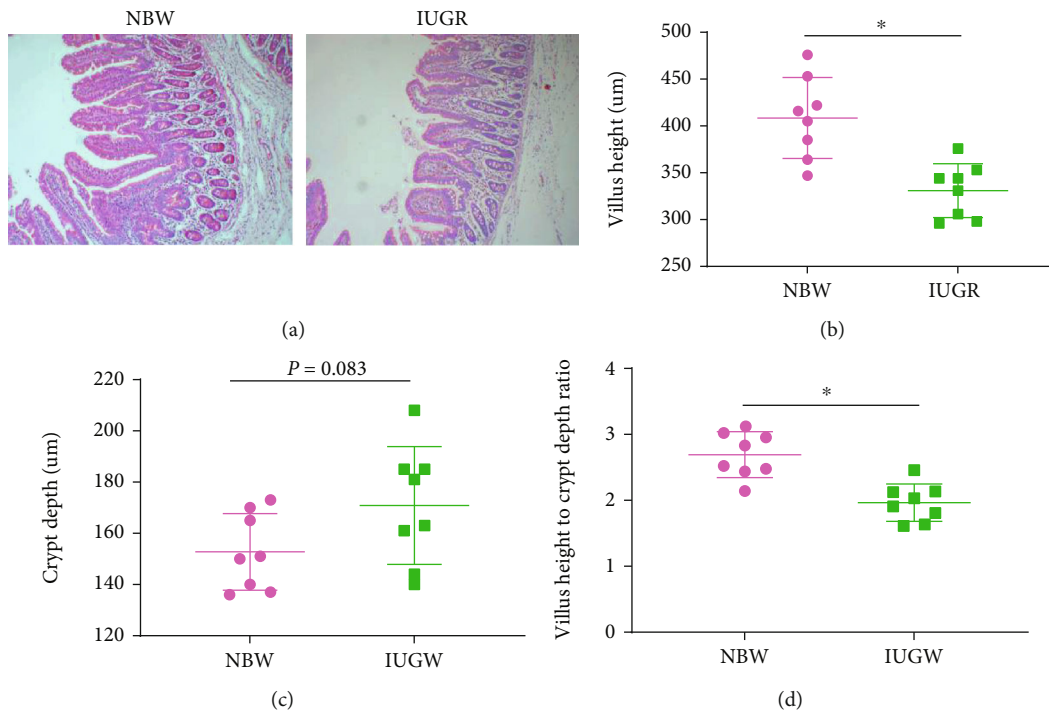 NBW
IUGR
(a)
Villus height (um)
500
450
400
350
300
250
*
NBW
IUGR
(b)
Crypt depth (um)
220
200
180
160
140
120
P = 0.083
NBW
IUGW
(c)
Villus height to crypt depth ratio
4
3
2
1
0
*
NBW
IUGW
(d)